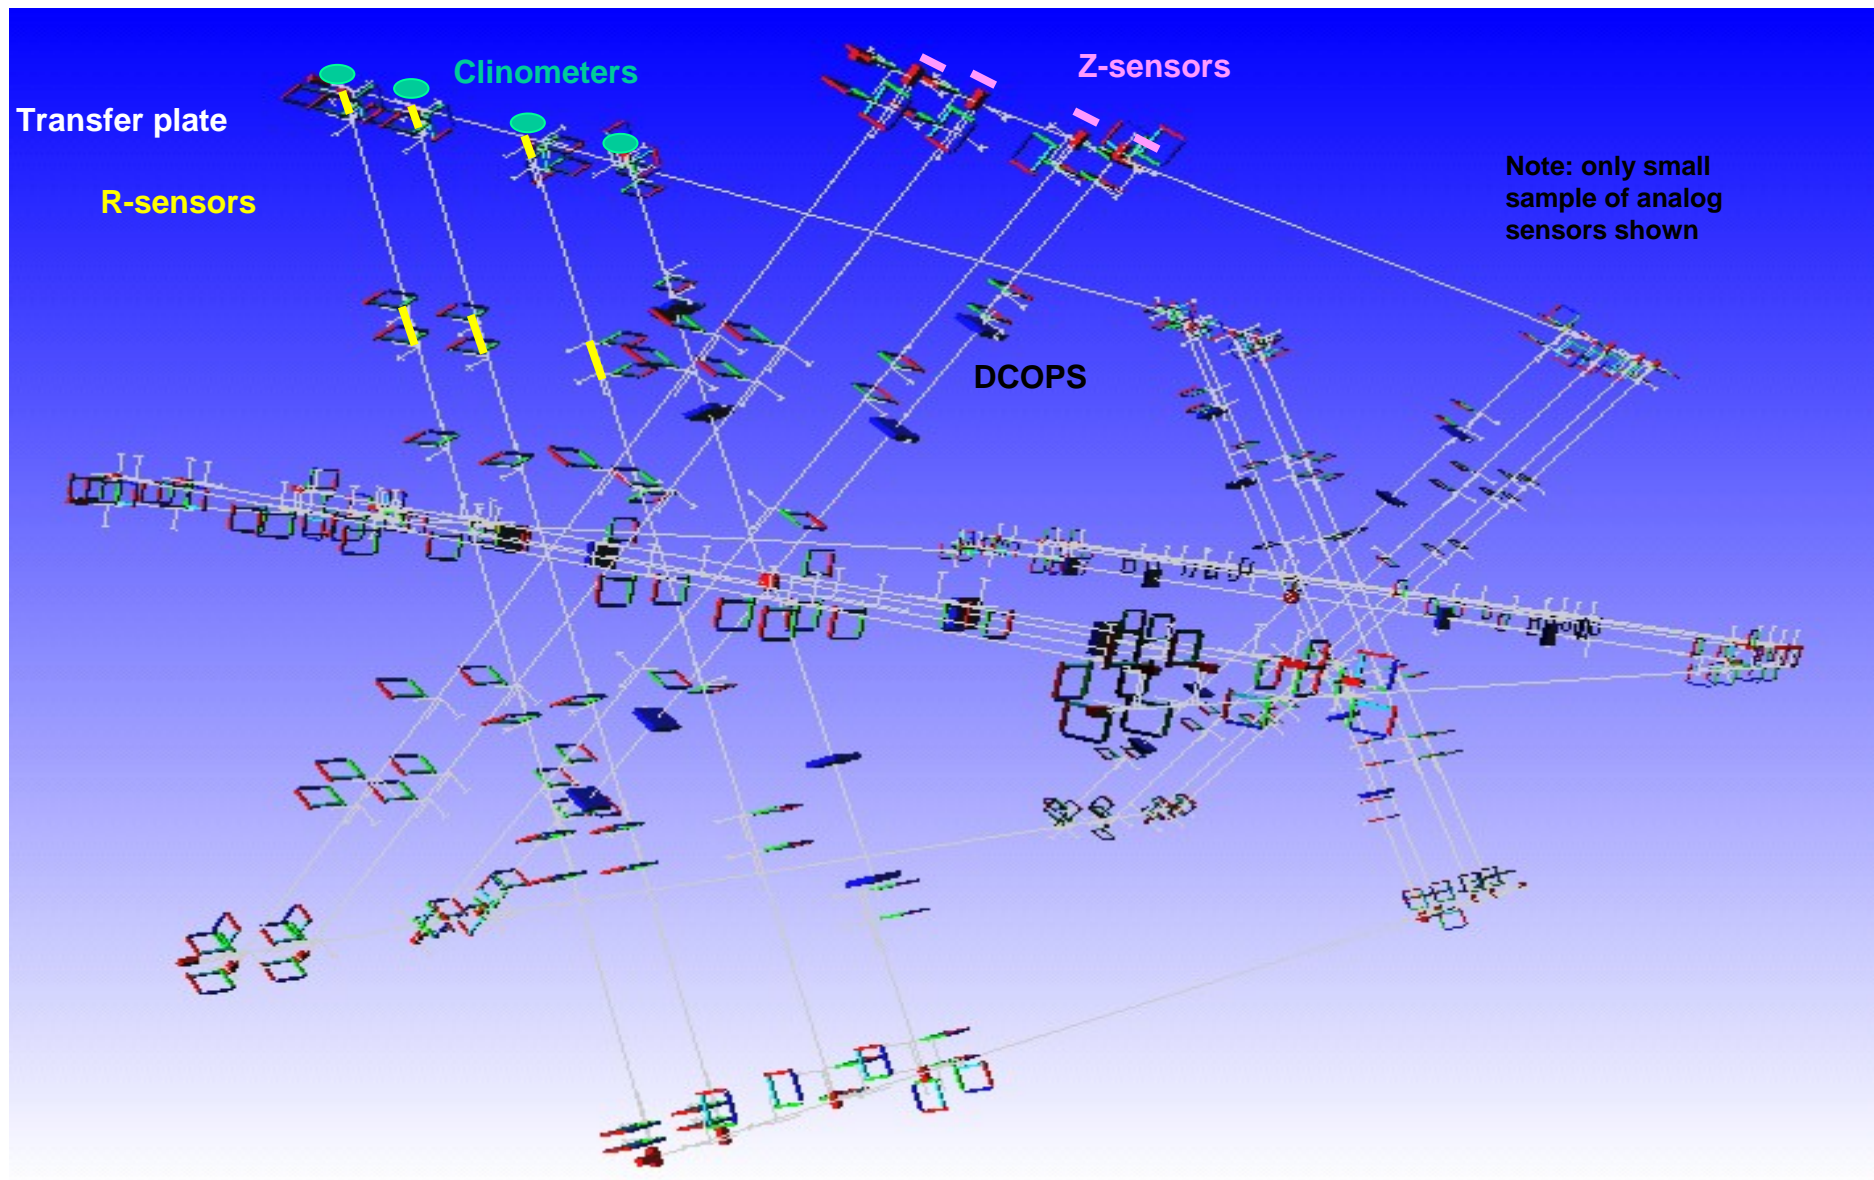 Clinometers
Z-sensors
Transfer plate
R-sensors
Note: only small
sample of analog
sensors shown
DCOPS